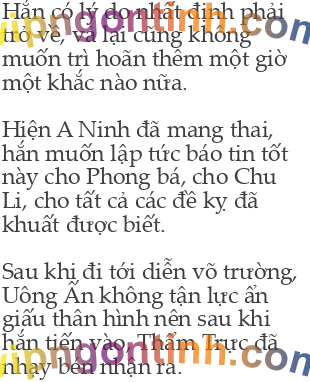 Hắn có lý do nhất định phải
trở về, vả lại cũng không
muốn trì hoãn thêm một giờ
một khắc nào nữa.
Hiện A Ninh đã mang thai,
hắn muốn lập tức báo tin tốt
này cho Phong bá, cho Chu
Li, cho tất cả các đề kỵ đã
khuất được biết.
Sau khi đi tới diễn võ trường,
Uông Ấn không tận lực ẩn
giấu thân hình nên sau khi
hắn tiến vào, Thẩm Trực đã
nhạy bén nhận ra.
vipngontinh.com
vipngontinh.com